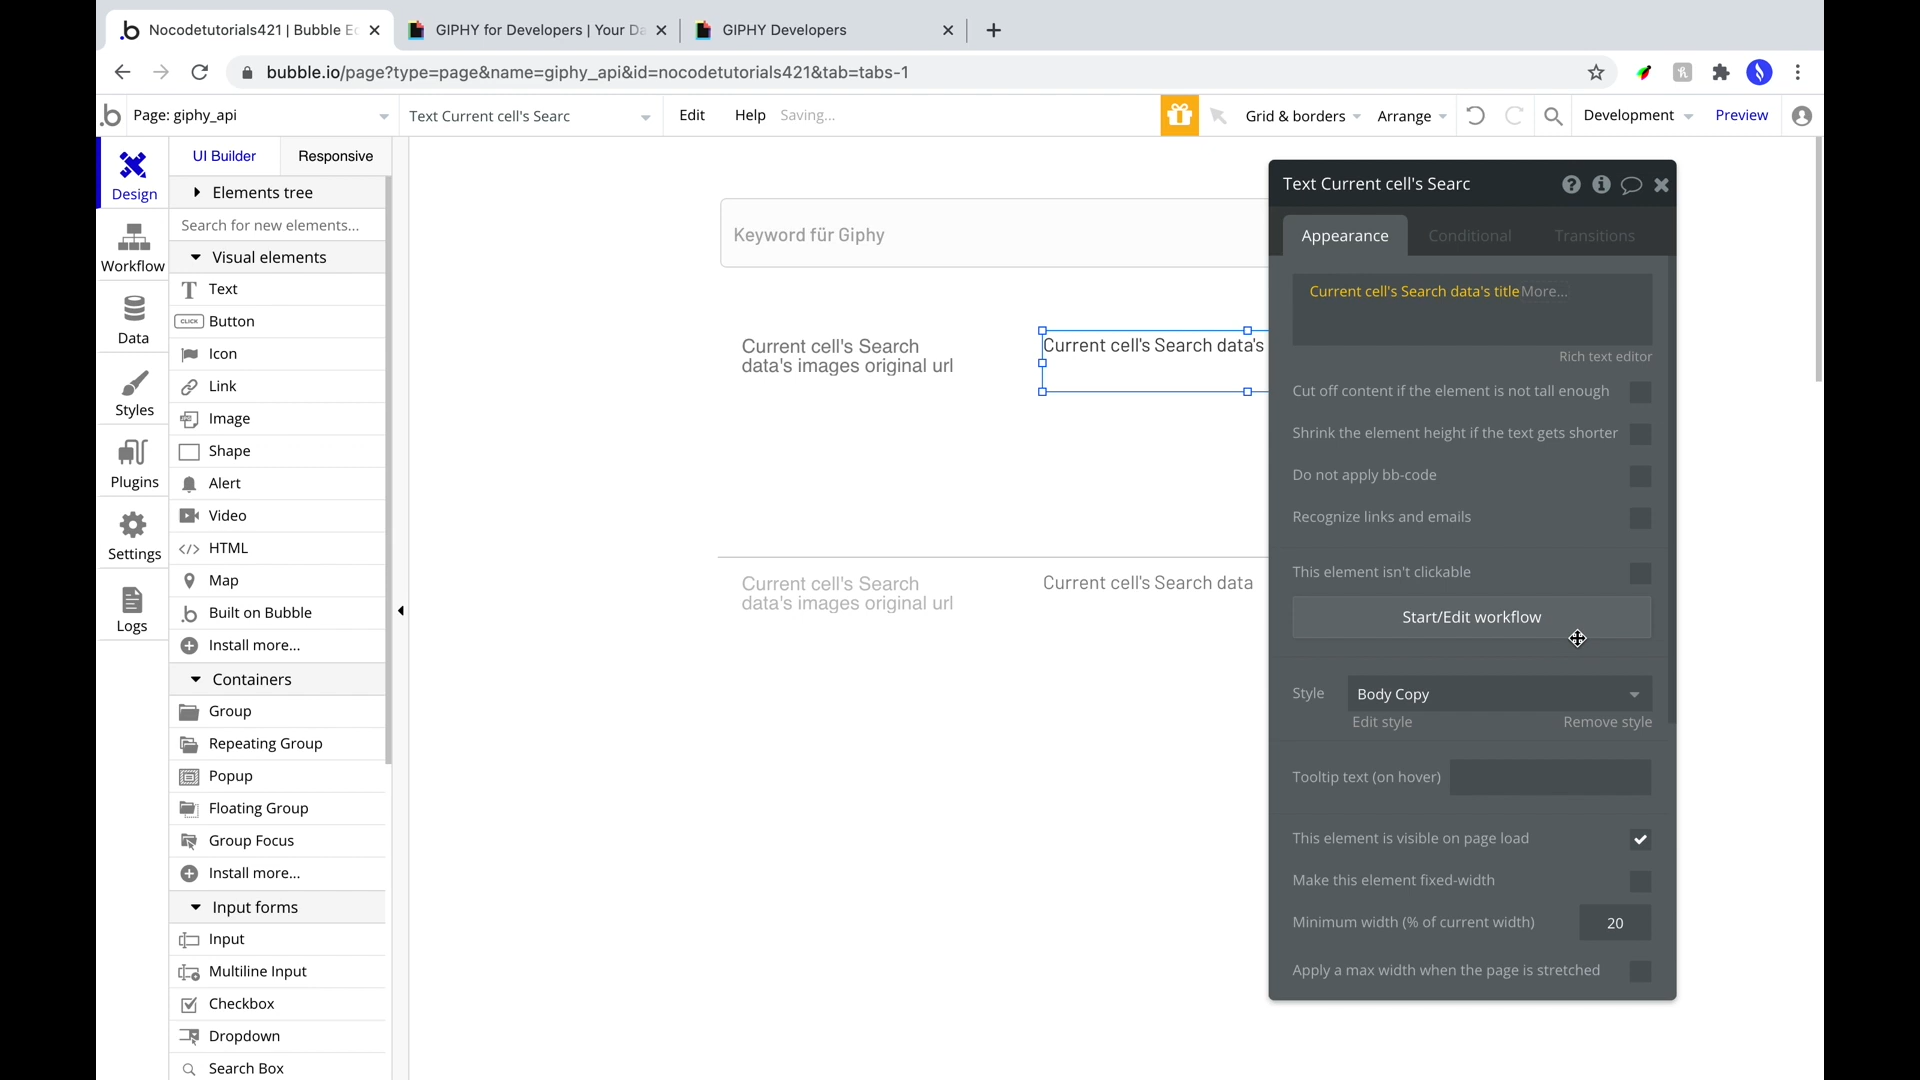 Nocodetutorials421 | Bubble Ec
GIPHY for Developers | Your Da
GIPHY Developers
bubble.io/page?type=page&name=giphy_api&id=nocodetutorials421&tab=tabs-1
Page: giphy_api
Text Current cell's Searc
Edit
Help
Saving...
Grid & borders
Arrange
Development
Preview
Design
Workflow
Data
Styles
Plugins
Settings
Logs
UI Builder
Responsive
Elements tree
Search for new elements...
Visual elements
Text
CLICK
Button
Icon
Link
Image
Shape
Alert
Video
HTML
Map
Built on Bubble
Install more...
Containers
Group
Repeating Group
Popup
Floating Group
Group Focus
Install more...
Input forms
Input
Multiline Input
Checkbox
Dropdown
Search Box
Keyword für Giphy
Current cell's Search
data's images original url
Current cell's Search data's
Current cell's Search
data's images original url
Current cell's Search data
Text Current cell's Searc
Appearance
Conditional
Transitions
Current cell's Search data's title More...
Rich text editor
Cut off content if the element is not tall enough
Shrink the element height if the text gets shorter
Do not apply bb-code
Recognize links and emails
This element isn't clickable
Start/Edit workflow
Style
Body Copy
Edit style
Remove style
Tooltip text (on hover)
This element is visible on page load
Make this element fixed-width
Minimum width (% of current width)
20
Apply a max width when the page is stretched